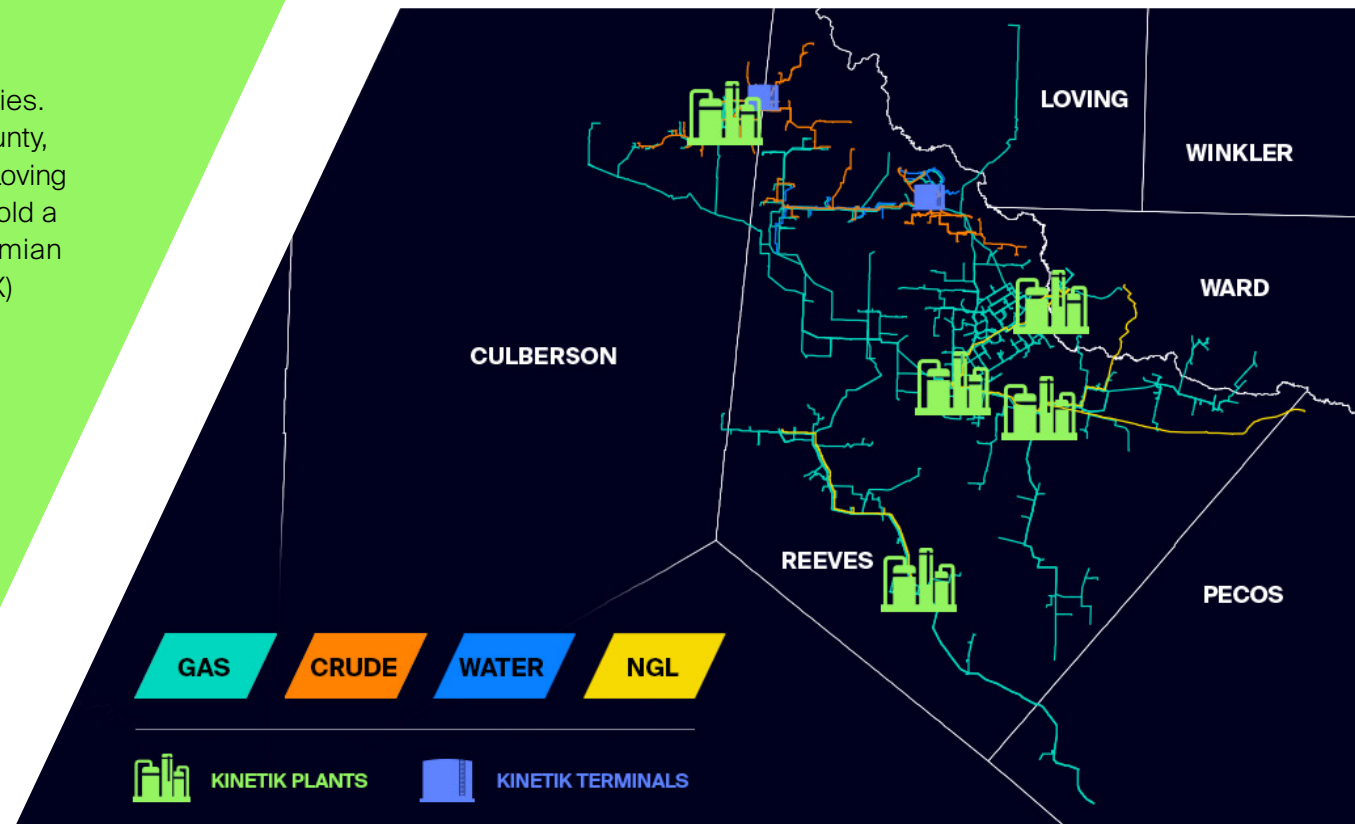 ies.
unty,
oving
old a
mian
X)
LOVING
WINKLER
WARD
CULBERSON
REEVES
PECOS
GAS CRUDE WATER NGL
KINETIK PLANTS KINETIK TERMINALS